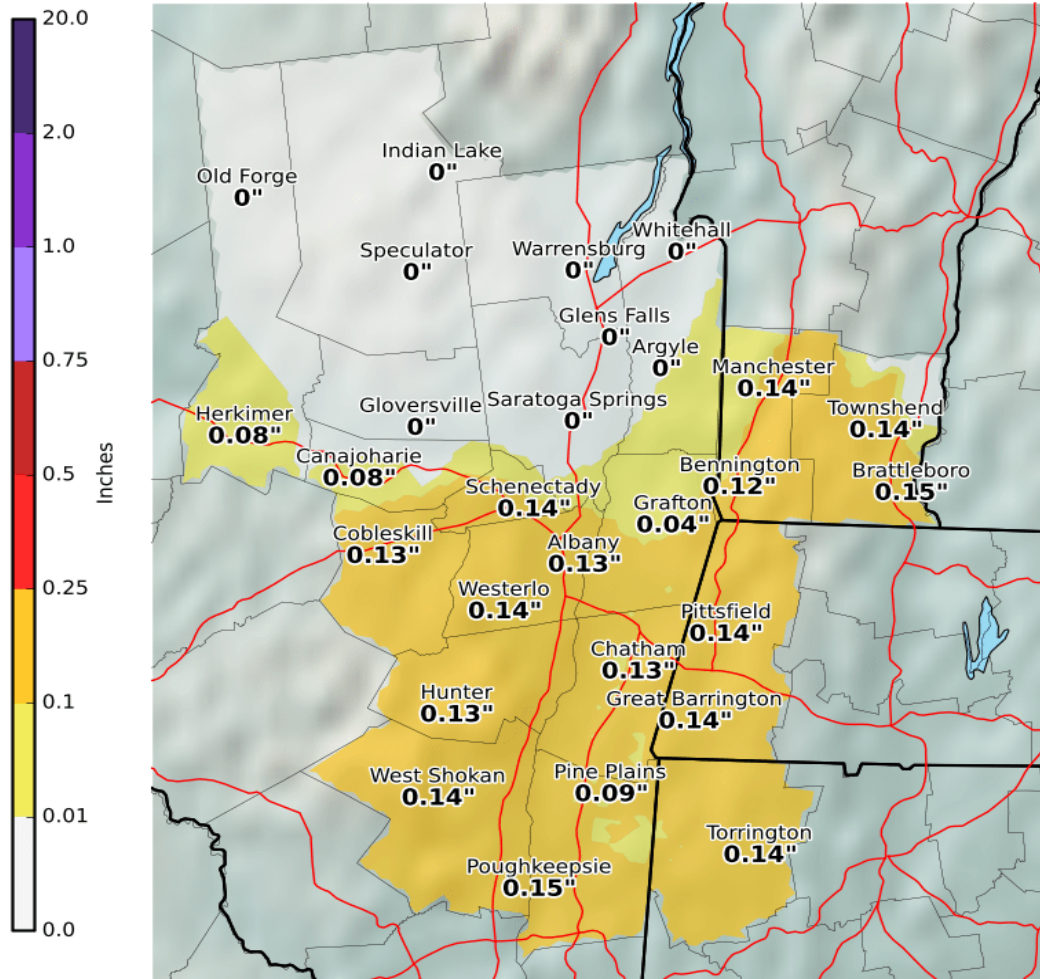 20.0
2.0
1.0
0.75
0.5
0.25
0.1
0.01
0.0
Inches
Indian Lake
0"
Old Forge
0"
Whitehall
0"
Speculator
0"
Warrensburg
0"
Glens Falls
0"
Argyle
0"
Manchester
0.14"
Gloversville
0"
Saratoga Springs
0"
Herkimer
0.08"
Townshend
0.14"
Canajoharie
0.08"
Bennington
0.12"
Brattleboro
0.15"
Schenectady
0.14"
Grafton
0.04"
Cobleskill
0.13"
Albany
0.13"
Westerlo
0.14"
Pittsfield
0.14"
Chatham
0.13"
Hunter
0.13"
Great Barrington
0.14"
West Shokan
0.14"
Pine Plains
0.09"
Torrington
0.14"
Poughkeepsie
0.15"